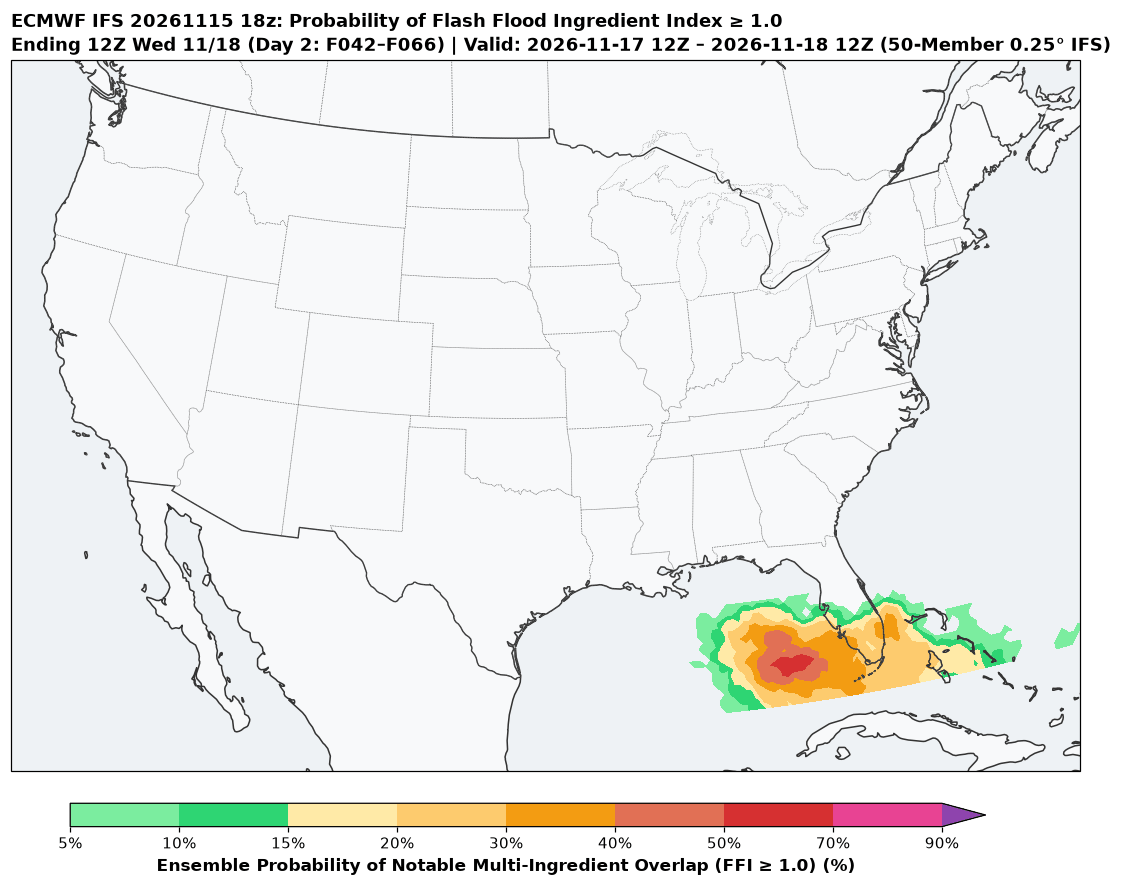 ECMWF IFS 20261115 18z: Probability of Flash Flood Ingredient Index ≥ 1.0
Ending 12Z Wed 11/18 (Day 2: F042–F066) | Valid: 2026-11-17 12Z – 2026-11-18 12Z (50-Member 0.25° IFS)
5% 10% 15% 20% 30% 40% 50% 70% 90%
Ensemble Probability of Notable Multi-Ingredient Overlap (FFI ≥ 1.0) (%)